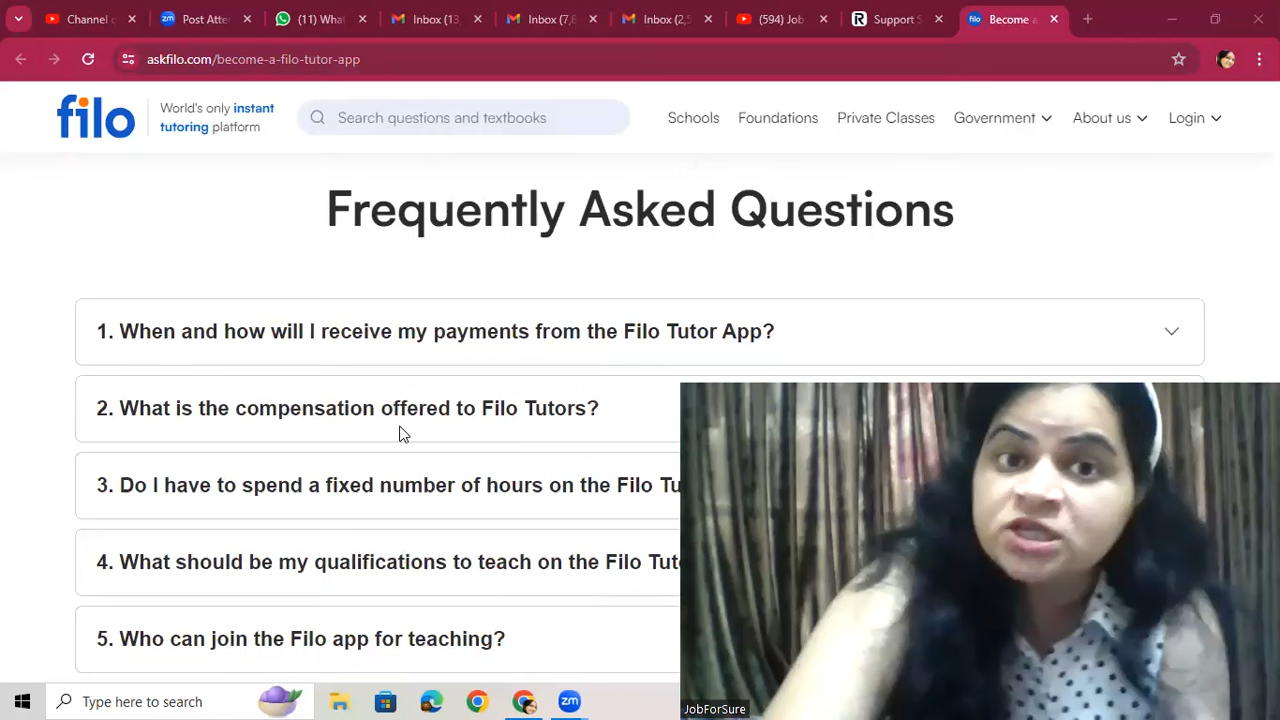 Channel c
Post Atte
(11) What
Inbox (13,
Inbox (7,8
Inbox (2,5
(594) Job
Support S
Become a
askfilo.com/become-a-filo-tutor-app
filo
World's only instant
tutoring platform
Search questions and textbooks
Schools
Foundations
Private Classes
Government
About us
Login
Frequently Asked Questions
1. When and how will I receive my payments from the Filo Tutor App?
2. What is the compensation offered to Filo Tutors?
3. Do I have to spend a fixed number of hours on the Filo Tu
4. What should be my qualifications to teach on the Filo Tut
5. Who can join the Filo app for teaching?
Type here to search
zm
JobForSure